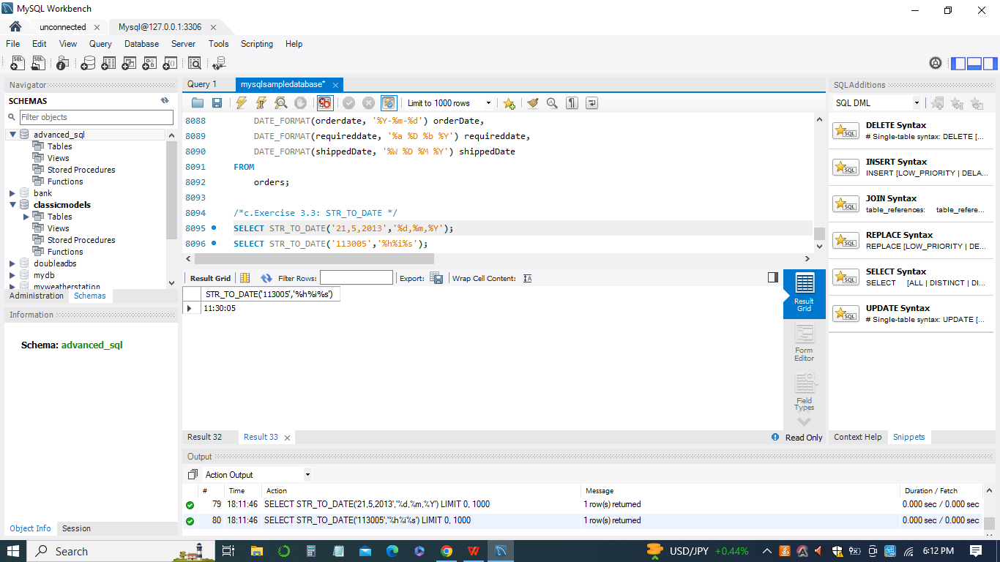 MySQL Workbench
unconnected
Mysql@127.0.0.1:3306
File Edit View Query Database Server Tools Scripting Help
Navigator
SCHEMAS
Filter objects
advanced_sql
Tables
Views
Stored Procedures
Functions
bank
classicmodels
Tables
Views
Stored Procedures
Functions
doubleadbs
mydb
myweatherstation
Administration Schemas
Information
Schema: advanced_sql
Object Info Session
Query 1
mysqlsampledatabase*
Limit to 1000 rows
8088 DATE_FORMAT(orderdate, '%Y-%m-%d') orderDate,
8089 DATE_FORMAT(requireddate, '%a %D %b %Y') requireddate,
8090 DATE_FORMAT(shippedDate, '%W %D %M %Y') shippedDate
8091 FROM
8092 orders;
8093
8094 /*c.Exercise 3.3: STR_TO_DATE */
8095 SELECT STR_TO_DATE('21,5,2013','%d,%m,%Y');
8096 SELECT STR_TO_DATE('113005','%h%i%s');
Result Grid Filter Rows: Export: Wrap Cell Content:
STR_TO_DATE('113005','%h%i%s')
11:30:05
Result Grid
Form Editor
Field Types
Result 32 Result 33
Read Only
Output
Action Output
# Time Action Message Duration / Fetch
79 18:11:46 SELECT STR_TO_DATE('21,5,2013','%d,%m,%Y') LIMIT 0, 1000 1 row(s) returned 0.000 sec / 0.000 sec
80 18:11:46 SELECT STR_TO_DATE('113005','%h%i%s') LIMIT 0, 1000 1 row(s) returned 0.000 sec / 0.000 sec
SQLAdditions
SQL DML
DELETE Syntax
# Single-table syntax: DELETE [...
INSERT Syntax
INSERT [LOW_PRIORITY | DELA...
JOIN Syntax
table_references: table_refere...
REPLACE Syntax
REPLACE [LOW_PRIORITY | DE...
SELECT Syntax
SELECT [ALL | DISTINCT | DI...
UPDATE Syntax
# Single-table syntax: UPDATE [...
Context Help Snippets
Search
USD/JPY +0.44%
6:12 PM